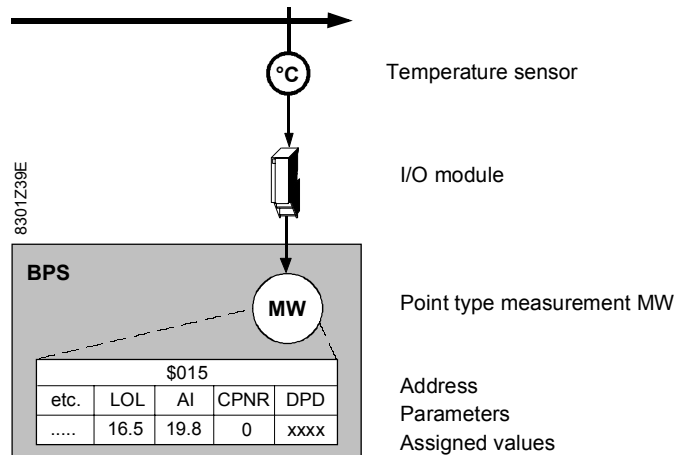 °C
Temperature sensor
8301Z39E
I/O module
BPS
MW
Point type measurement MW
$015
etc. LOL AI CPNR DPD
..... 16.5 19.8 0 xxxx
Address
Parameters
Assigned values